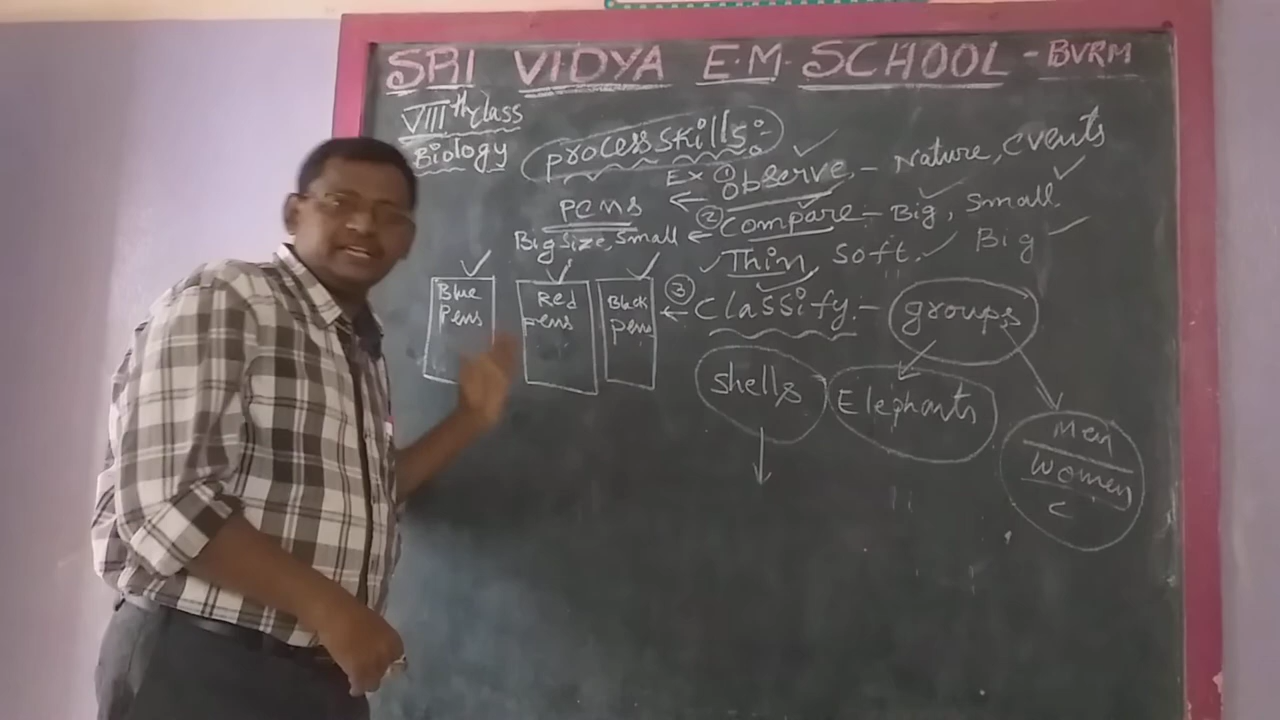 SRI VIDYA E.M. SCHOOL - BVRM
VIIIth class
Biology
process skills:-
Ex ① Observe, - Nature, Events
Pens
← ② Compare - Big, Small
Big size, Small ←
Thin, Soft, Big
③ Classify:- groups
Blue Pens
Red Pens
Black Pens
Shells
Elephants
Men
Women
C